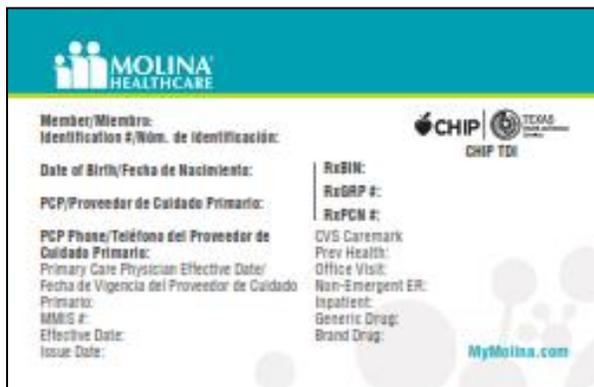 MOLINA
HEALTHCARE
Member/Miembro:
Identification #/Núm. de identificación:
Date of Birth/Fecha de Nacimiento:
PCP/Proveedor de Cuidado Primario:
PCP Phone/Teléfono del Proveedor de
Cuidado Primario:
Primary Care Physician Effective Date/
Fecha de Vigencia del Proveedor de Cuidado
Primario:
MMIS #:
Effective Date:
Issue Date:
CHIP
TEXAS
CHIP TDI
RxBIN:
RxGRP #:
RxPCN #:
CVS Caremark
Prev Health:
Office Visit:
Non-Emergent ER:
Inpatient:
Generic Drug:
Brand Drug:
MyMolina.com